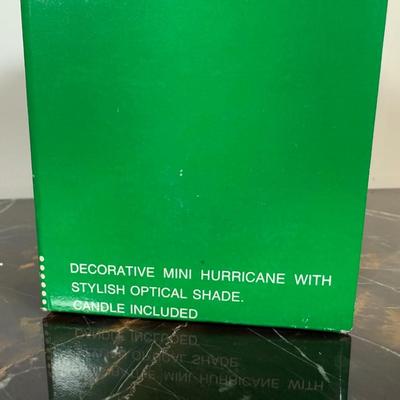 DECORATIVE MINI HURRICANE WITH
STYLISH OPTICAL SHADE.
CANDLE INCLUDED